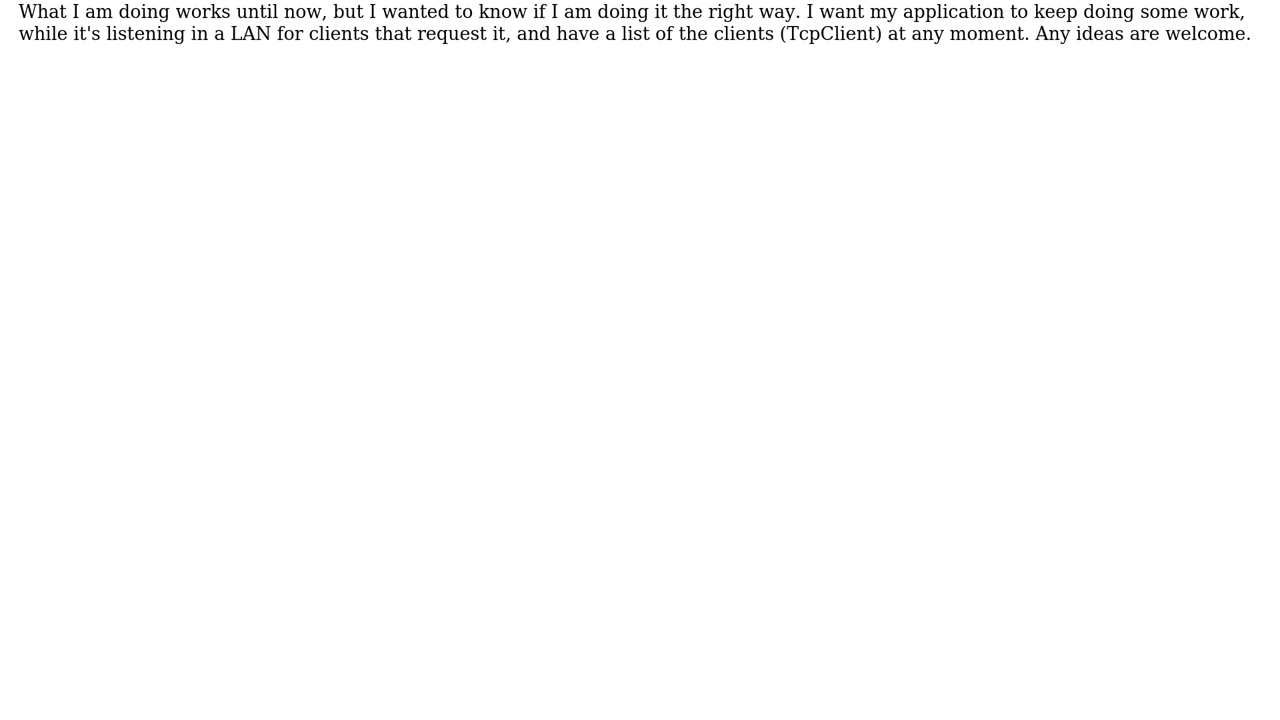 What I am doing works until now, but I wanted to know if I am doing it the right way. I want my application to keep doing some work,
while it's listening in a LAN for clients that request it, and have a list of the clients (TcpClient) at any moment. Any ideas are welcome.